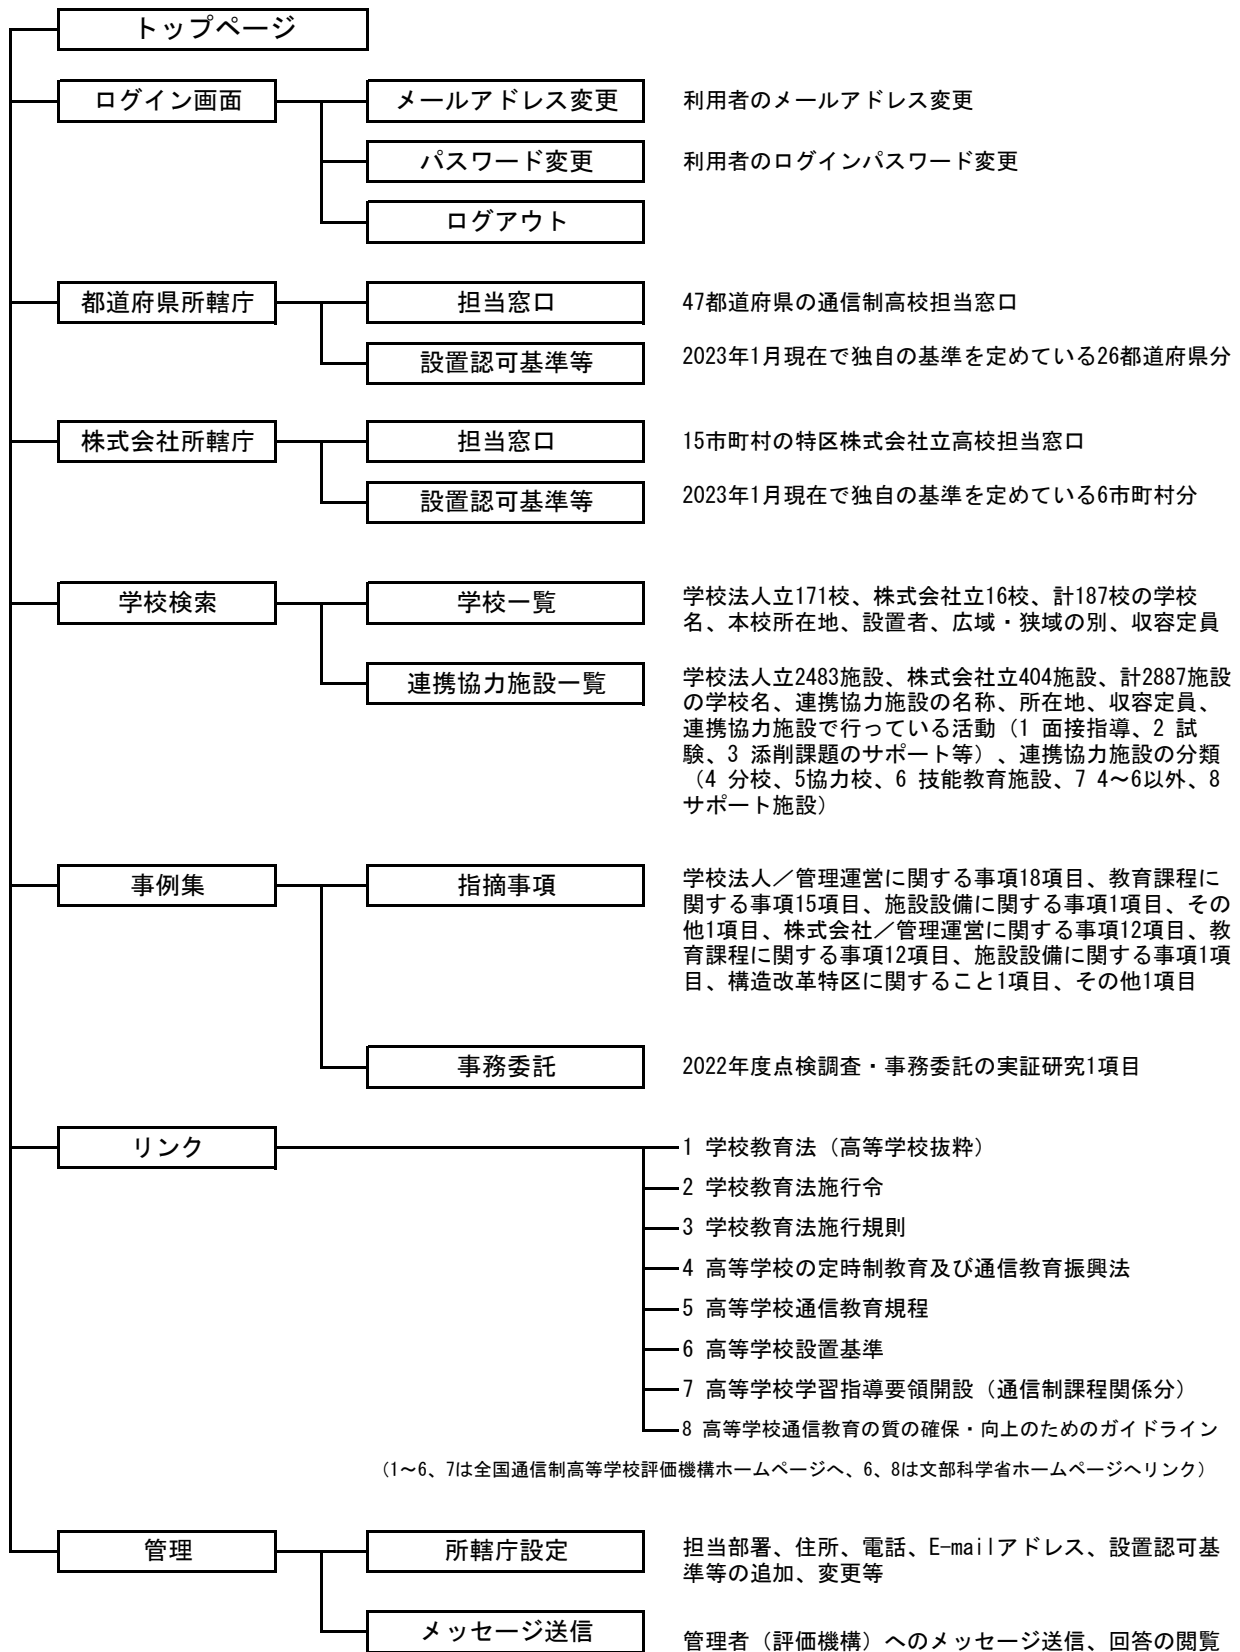 トップページ
ログイン画面
メールアドレス変更
利用者のメールアドレス変更
パスワード変更
利用者のログインパスワード変更
ログアウト
都道府県所轄庁
担当窓口
47都道府県の通信制高校担当窓口
設置認可基準等
2023年1月現在で独自の基準を定めている26都道府県分
株式会社所轄庁
担当窓口
15市町村の特区株式会社立高校担当窓口
設置認可基準等
2023年1月現在で独自の基準を定めている6市町村分
学校検索
学校一覧
学校法人立171校、株式会社立16校、計187校の学校
名、本校所在地、設置者、広域・狭域の別、収容定員
連携協力施設一覧
学校法人立2483施設、株式会社立404施設、計2887施設
の学校名、連携協力施設の名称、所在地、収容定員、
連携協力施設で行っている活動（1 面接指導、2 試
験、3 添削課題のサポート等）、連携協力施設の分類
（4 分校、5協力校、6 技能教育施設、7 4～6以外、8
サポート施設）
事例集
指摘事項
学校法人／管理運営に関する事項18項目、教育課程に
関する事項15項目、施設設備に関する事項1項目、その
他1項目、株式会社／管理運営に関する事項12項目、教
育課程に関する事項12項目、施設設備に関する事項1項
目、構造改革特区に関すること1項目、その他1項目
事務委託
2022年度点検調査・事務委託の実証研究1項目
リンク
1 学校教育法（高等学校抜粋）
2 学校教育法施行令
3 学校教育法施行規則
4 高等学校の定時制教育及び通信教育振興法
5 高等学校通信教育規程
6 高等学校設置基準
7 高等学校学習指導要領開設（通信制課程関係分）
8 高等学校通信教育の質の確保・向上のためのガイドライン
（1～6、7は全国通信制高等学校評価機構ホームページへ、6、8は文部科学省ホームページへリンク）
管理
所轄庁設定
担当部署、住所、電話、E-mailアドレス、設置認可基
準等の追加、変更等
メッセージ送信
管理者（評価機構）へのメッセージ送信、回答の閲覧